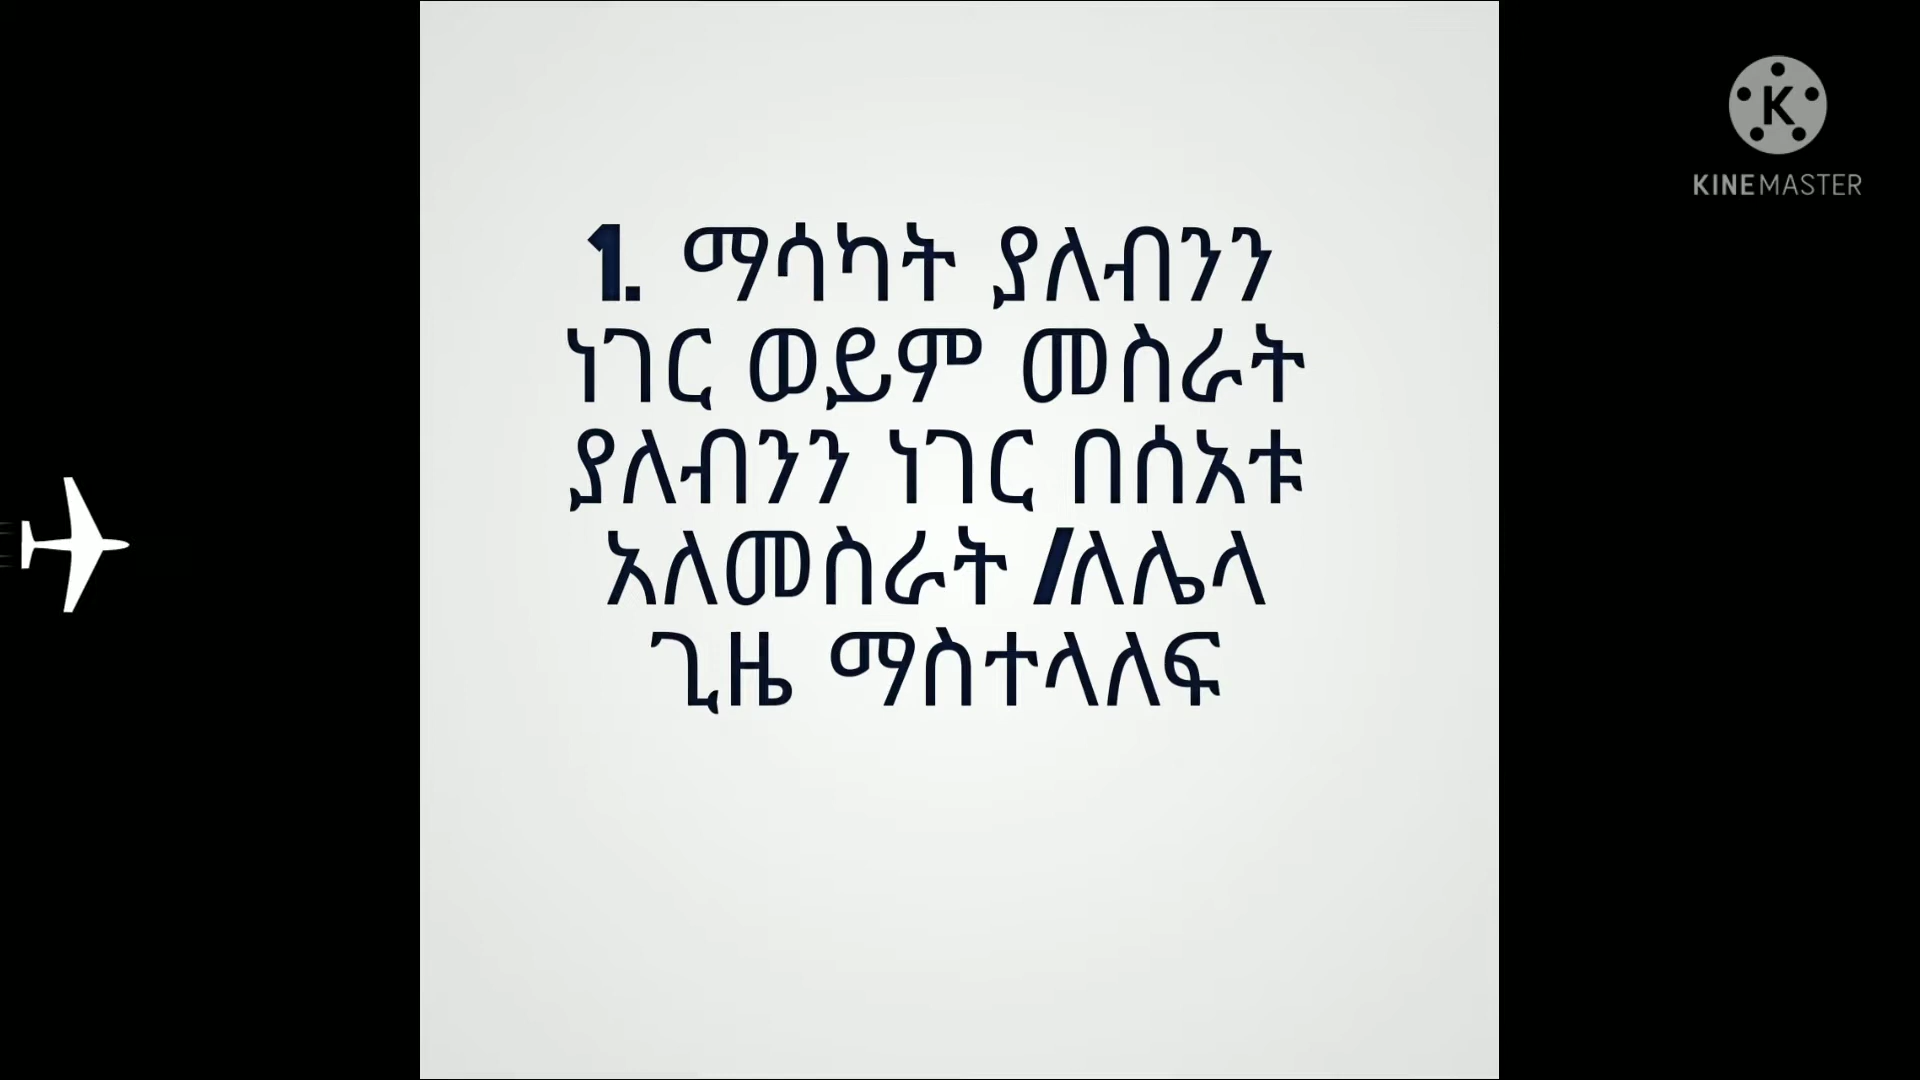 1. ማሳካት ያለብንን
ነገር ወይም መስራት
ያለብንን ነገር በሰአቱ
አለመስራት /ለሌላ
ጊዜ ማስተላለፍ
K
KINEMASTER